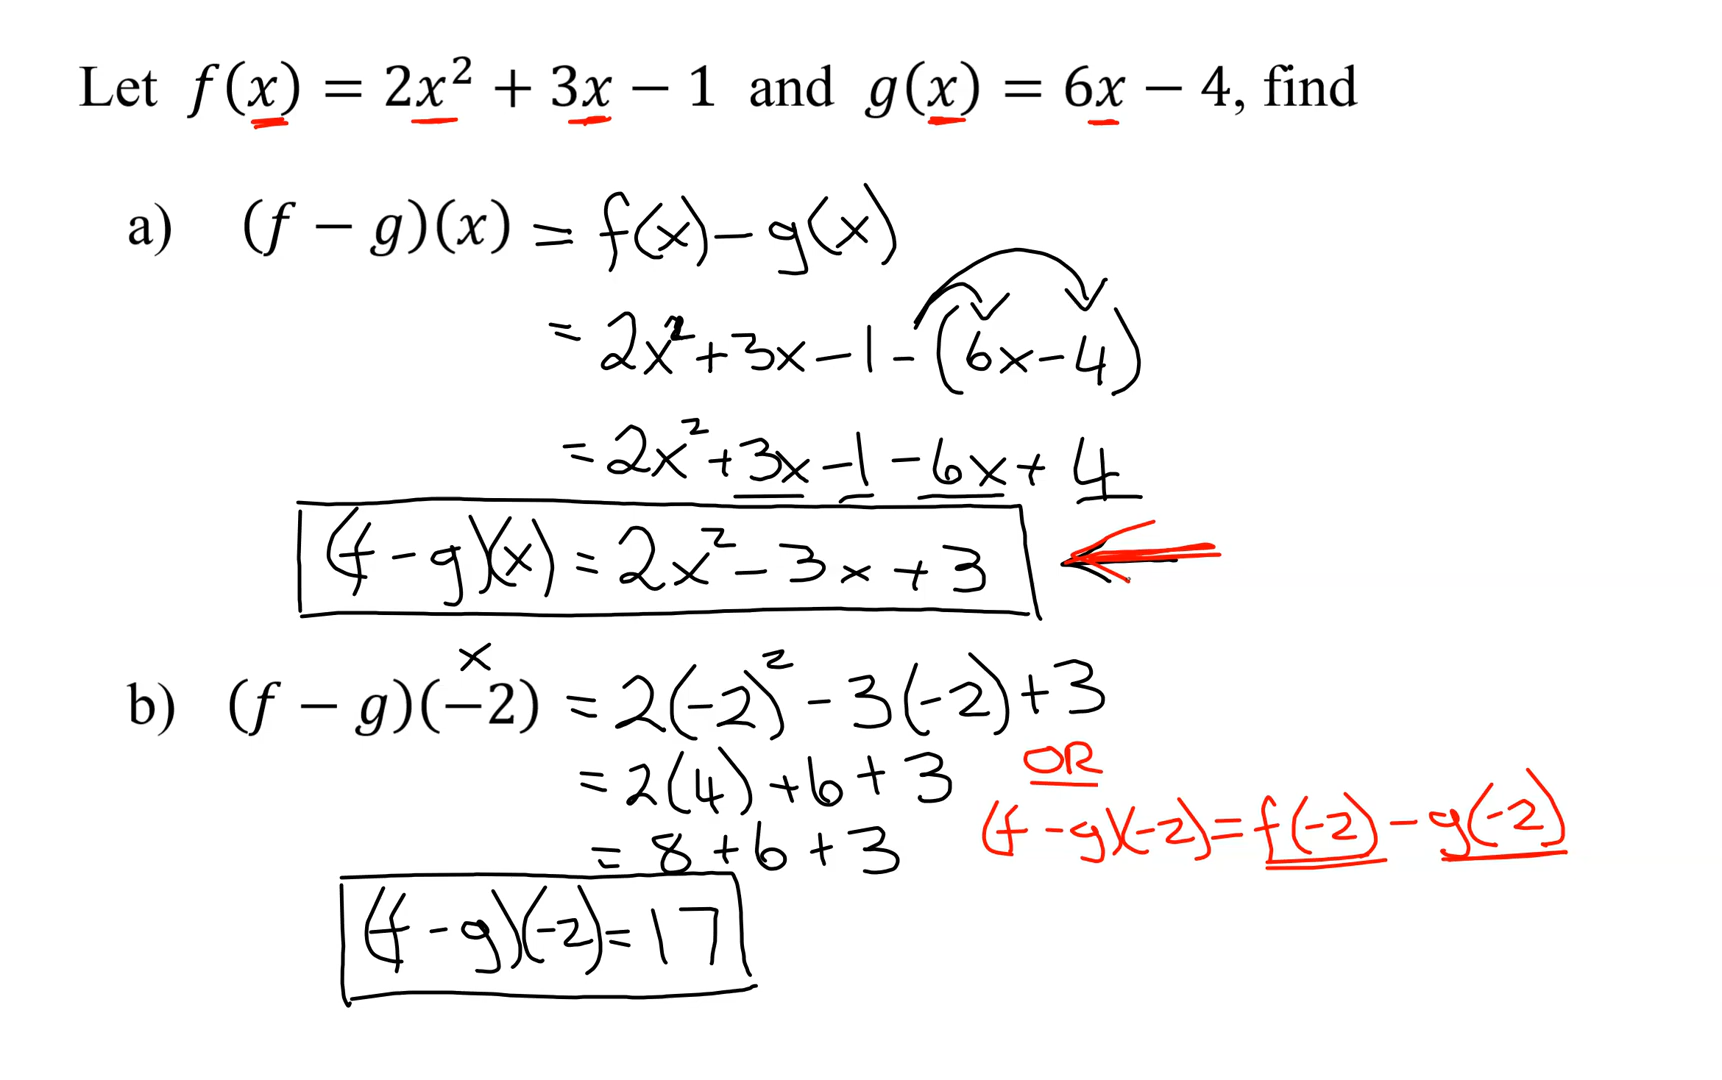 Let f(x) = 2x² + 3x − 1 and g(x) = 6x − 4, find
a) (f − g)(x) = f(x) − g(x)
= 2x² + 3x − 1 − (6x − 4)
= 2x² + 3x − 1 − 6x + 4
(f − g)(x) = 2x² − 3x + 3
x
b) (f − g)(−2) = 2(−2)² − 3(−2) + 3
= 2(4) + 6 + 3
OR
(f − g)(−2) = f(−2) − g(−2)
= 8 + 6 + 3
(f − g)(−2) = 17